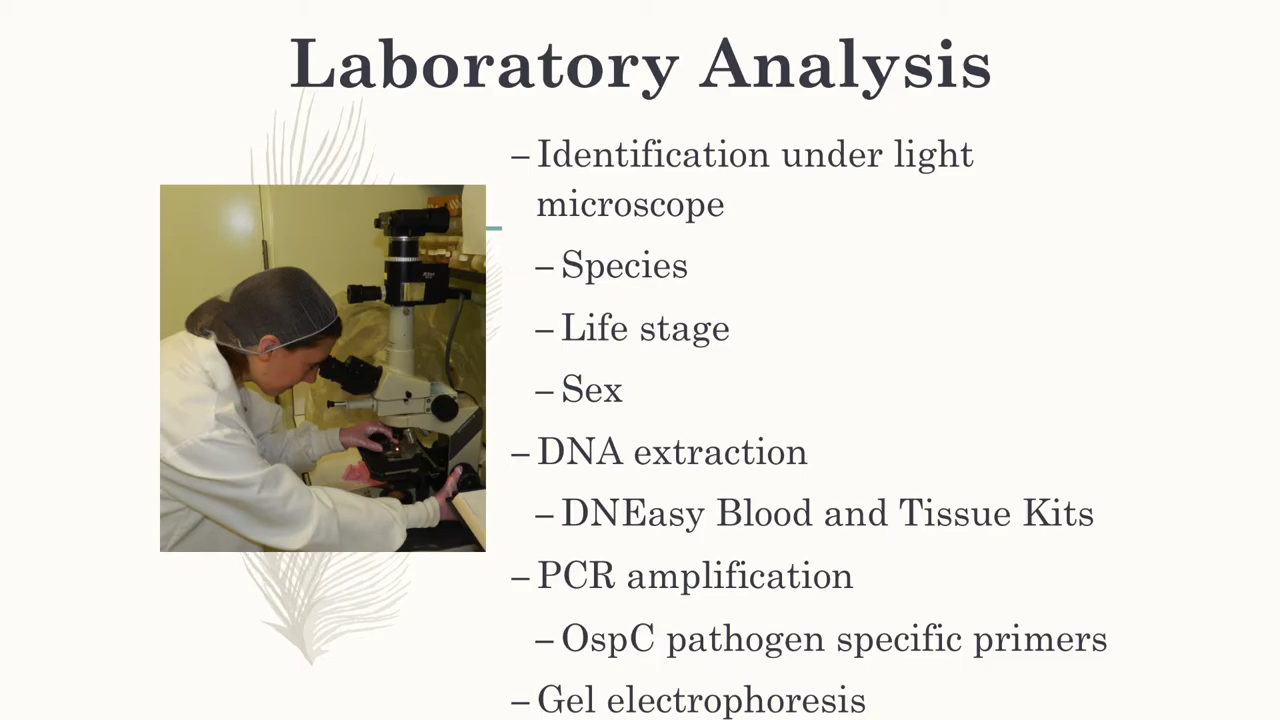 Laboratory Analysis
– Identification under light
microscope
– Species
– Life stage
– Sex
– DNA extraction
– DNEasy Blood and Tissue Kits
– PCR amplification
– OspC pathogen specific primers
– Gel electrophoresis